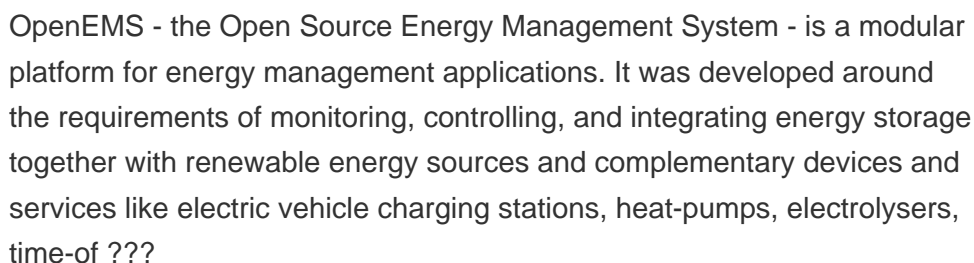 OpenEMS - the Open Source Energy Management System - is a modular
platform for energy management applications. It was developed around
the requirements of monitoring, controlling, and integrating energy storage
together with renewable energy sources and complementary devices and
services like electric vehicle charging stations, heat-pumps, electrolysers,
time-of ???